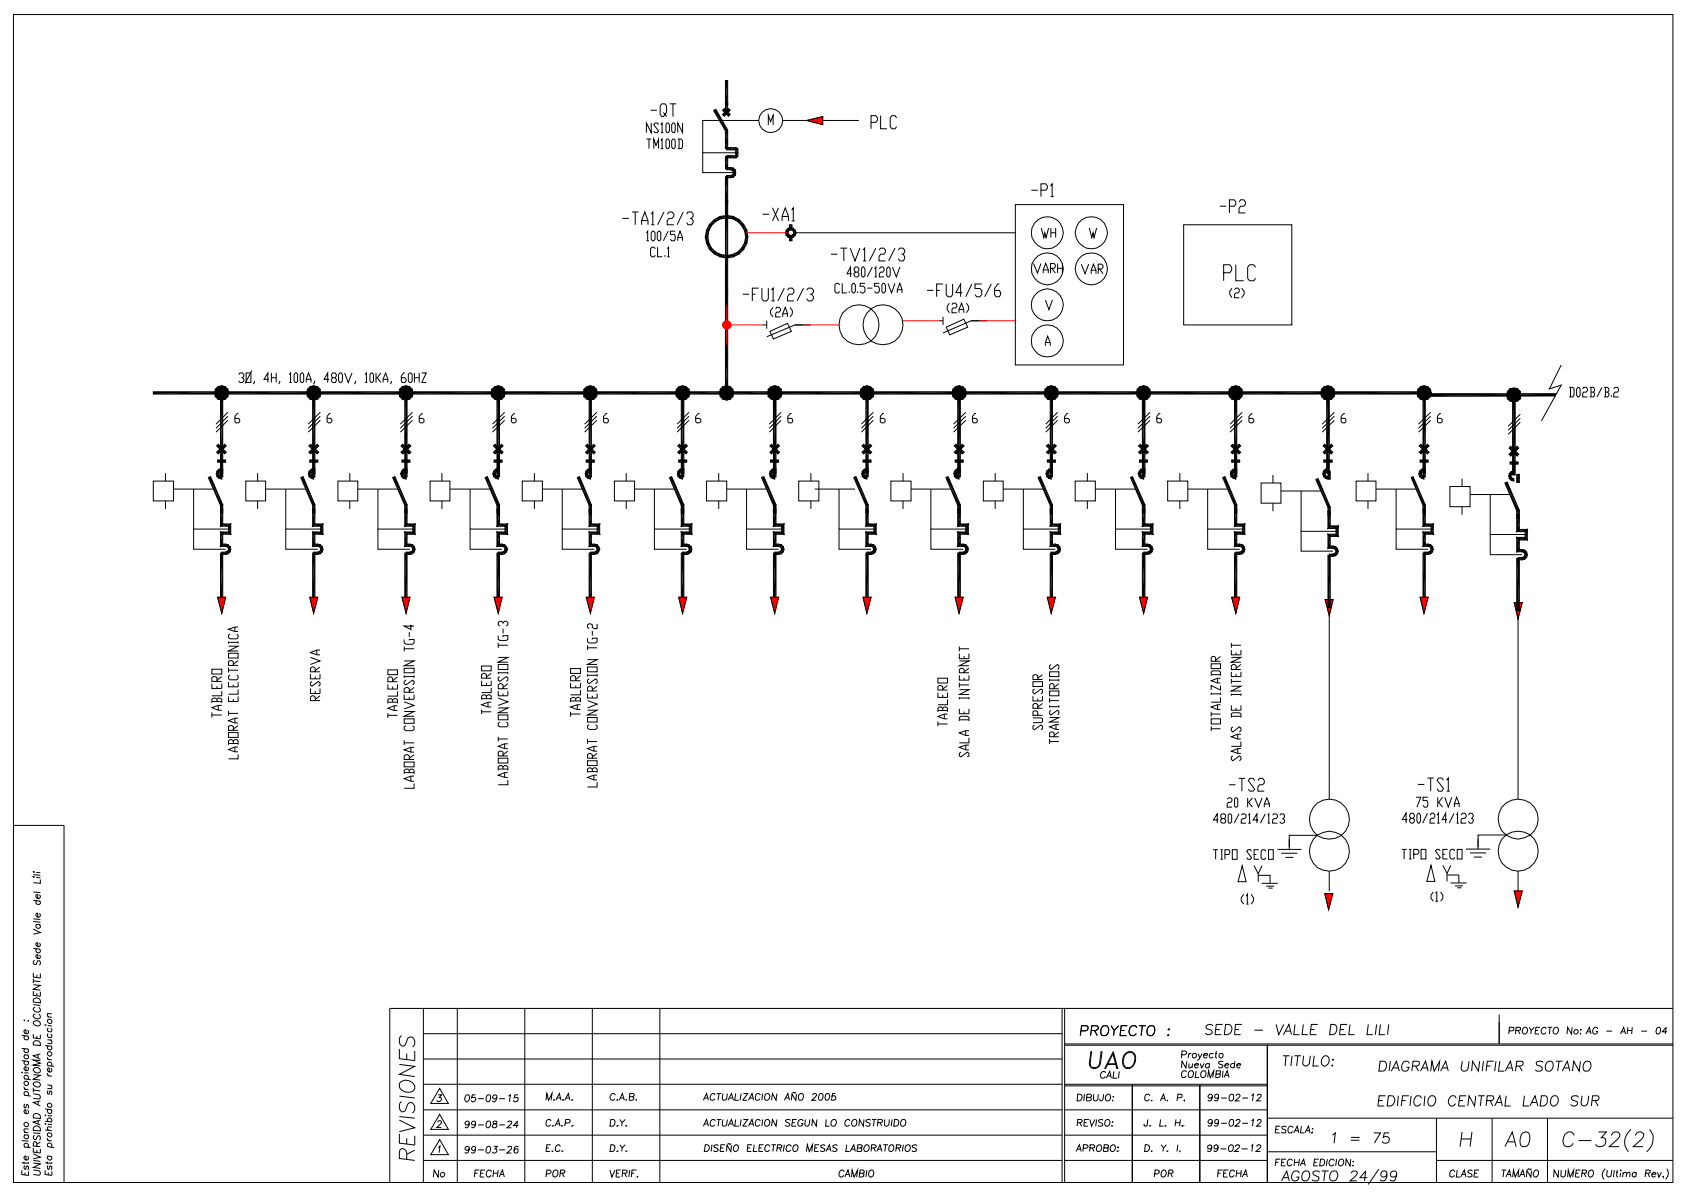 -QT
NS100N
TM100D
M
PLC
-TA1/2/3
100/5A
CL.1
-XA1
-TV1/2/3
480/120V
CL.0.5-50VA
-FU1/2/3
(2A)
-FU4/5/6
(2A)
-P1
WH
W
VARH
VAR
V
A
-P2
PLC
(2)
3Ø, 4H, 100A, 480V, 10KA, 60HZ
D02B/B.2
6
6
6
6
6
6
6
6
6
6
TABLERO
LABORAT ELECTRONICA
RESERVA
TABLERO
LABORAT CONVERSION TG-4
TABLERO
LABORAT CONVERSION TG-3
TABLERO
LABORAT CONVERSION TG-2
TABLERO
SALA DE INTERNET
SUPRESOR
TRANSITORIOS
TOTALIZADOR
SALAS DE INTERNET
-TS2
20 KVA
480/214/123
TIPO SECO
Δ Y
(1)
-TS1
75 KVA
480/214/123
TIPO SECO
Δ Y
(1)
Este plano es propiedad de :
UNIVERSIDAD AUTONOMA DE OCCIDENTE Sede Valle del Lili
Esta prohibido su reproduccion
REVISIONES
3 05-09-15 M.A.A. C.A.B. ACTUALIZACION AÑO 2005
2 99-08-24 C.A.P. D.Y. ACTUALIZACION SEGUN LO CONSTRUIDO
1 99-03-26 E.C. D.Y. DISEÑO ELECTRICO MESAS LABORATORIOS
No FECHA POR VERIF. CAMBIO
PROYECTO : SEDE - VALLE DEL LILI
PROYECTO No: AG - AH - 04
UAO
CALI
Proyecto
Nueva Sede
COLOMBIA
TITULO: DIAGRAMA UNIFILAR SOTANO
EDIFICIO CENTRAL LADO SUR
DIBUJO: C. A. P. 99-02-12
REVISO: J. L. H. 99-02-12
APROBO: D. Y. I. 99-02-12
POR FECHA
ESCALA: 1 = 75
FECHA EDICION:
AGOSTO 24/99
H
CLASE
A0
TAMAÑO
C-32(2)
NUMERO (Ultima Rev.)